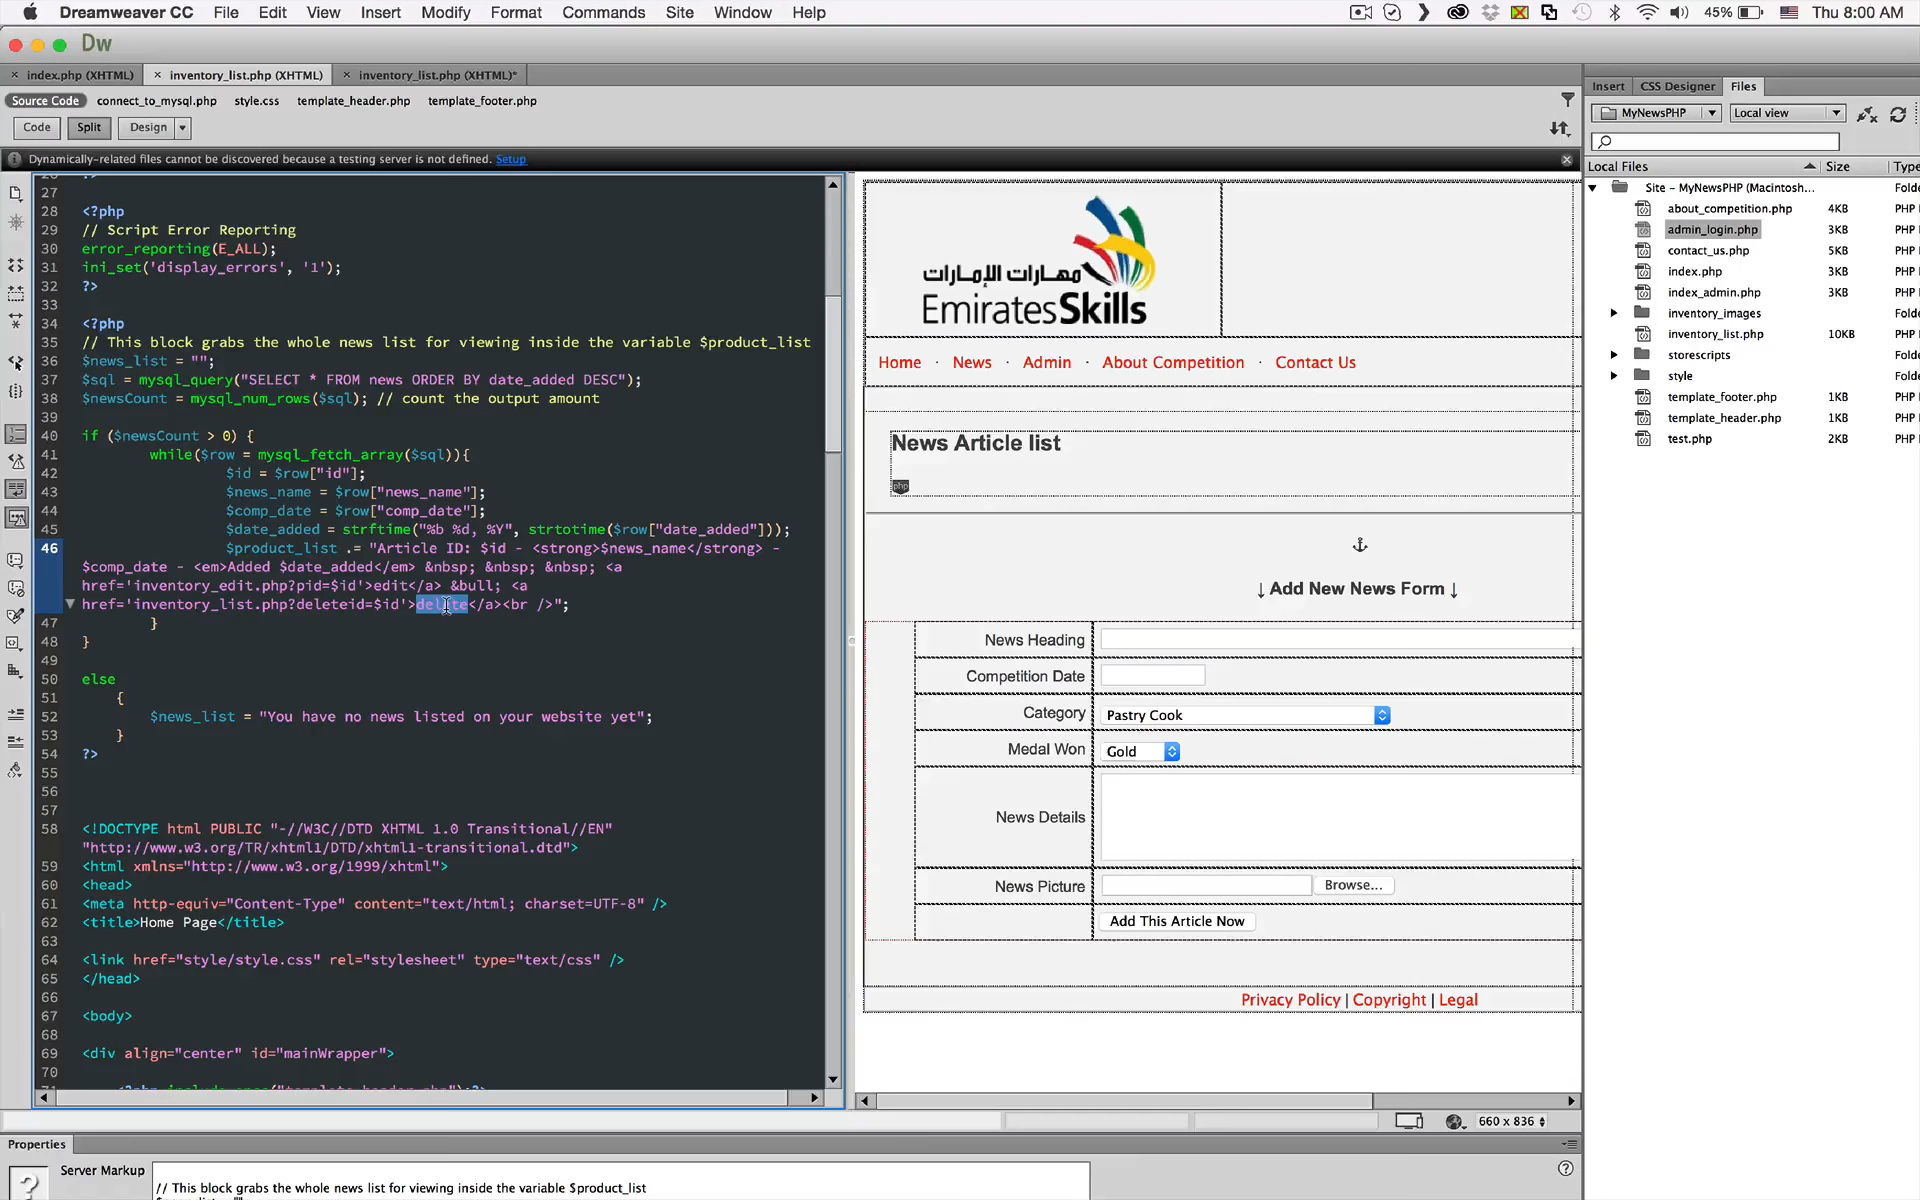 Dreamweaver CC File Edit View Insert Modify Format Commands Site Window Help 45% Thu 8:00 AM
Dw
index.php (XHTML) inventory_list.php (XHTML) inventory_list.php (XHTML)*
Source Code connect_to_mysql.php style.css template_header.php template_footer.php
Code Split Design
Dynamically-related files cannot be discovered because a testing server is not defined. Setup
27
28 <?php
29 // Script Error Reporting
30 error_reporting(E_ALL);
31 ini_set('display_errors', '1');
32 ?>
33
34 <?php
35 // This block grabs the whole news list for viewing inside the variable $product_list
36 $news_list = "";
37 $sql = mysql_query("SELECT * FROM news ORDER BY date_added DESC");
38 $newsCount = mysql_num_rows($sql); // count the output amount
39
40 if ($newsCount > 0) {
41 while($row = mysql_fetch_array($sql)){
42 $id = $row["id"];
43 $news_name = $row["news_name"];
44 $comp_date = $row["comp_date"];
45 $date_added = strftime("%b %d, %Y", strtotime($row["date_added"]));
46 $product_list .= "Article ID: $id - <strong>$news_name</strong> -
$comp_date - <em>Added $date_added</em> &nbsp; &nbsp; &nbsp; <a
href='inventory_edit.php?pid=$id'>edit</a> &bull; <a
href='inventory_list.php?deleteid=$id'>delete</a><br />";
47 }
48 }
49
50 else
51 {
52 $news_list = "You have no news listed on your website yet";
53 }
54 ?>
55
56
57
58 <!DOCTYPE html PUBLIC "-//W3C//DTD XHTML 1.0 Transitional//EN"
"http://www.w3.org/TR/xhtml1/DTD/xhtml1-transitional.dtd">
59 <html xmlns="http://www.w3.org/1999/xhtml">
60 <head>
61 <meta http-equiv="Content-Type" content="text/html; charset=UTF-8" />
62 <title>Home Page</title>
63
64 <link href="style/style.css" rel="stylesheet" type="text/css" />
65 </head>
66
67 <body>
68
69 <div align="center" id="mainWrapper">
70
مهارات الإمارات
EmiratesSkills
Home · News · Admin · About Competition · Contact Us
News Article list
php
↓ Add New News Form ↓
News Heading
Competition Date
Category Pastry Cook
Medal Won Gold
News Details
News Picture Browse...
Add This Article Now
Privacy Policy | Copyright | Legal
660 x 836
Insert CSS Designer Files
MyNewsPHP Local view
Local Files Size Type
Site – MyNewsPHP (Macintosh... Folde
about_competition.php 4KB PHP
admin_login.php 3KB PHP
contact_us.php 5KB PHP
index.php 3KB PHP
index_admin.php 3KB PHP
inventory_images Folde
inventory_list.php 10KB PHP
storescripts Folde
style Folde
template_footer.php 1KB PHP
template_header.php 1KB PHP
test.php 2KB PHP
Properties
Server Markup
// This block grabs the whole news list for viewing inside the variable $product_list